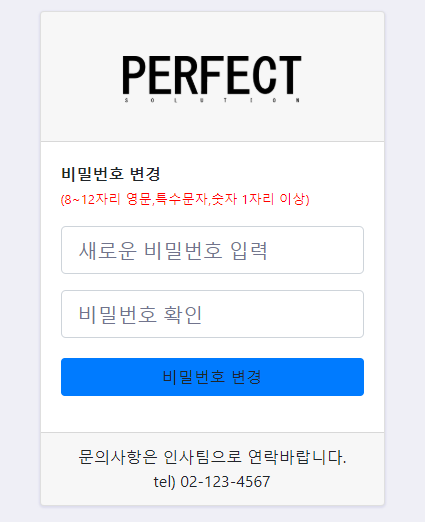 PERFECT
SOLUTION
비밀번호 변경
(8~12자리 영문,특수문자,숫자 1자리 이상)
새로운 비밀번호 입력
비밀번호 확인
비밀번호 변경
문의사항은 인사팀으로 연락바랍니다.
tel) 02-123-4567